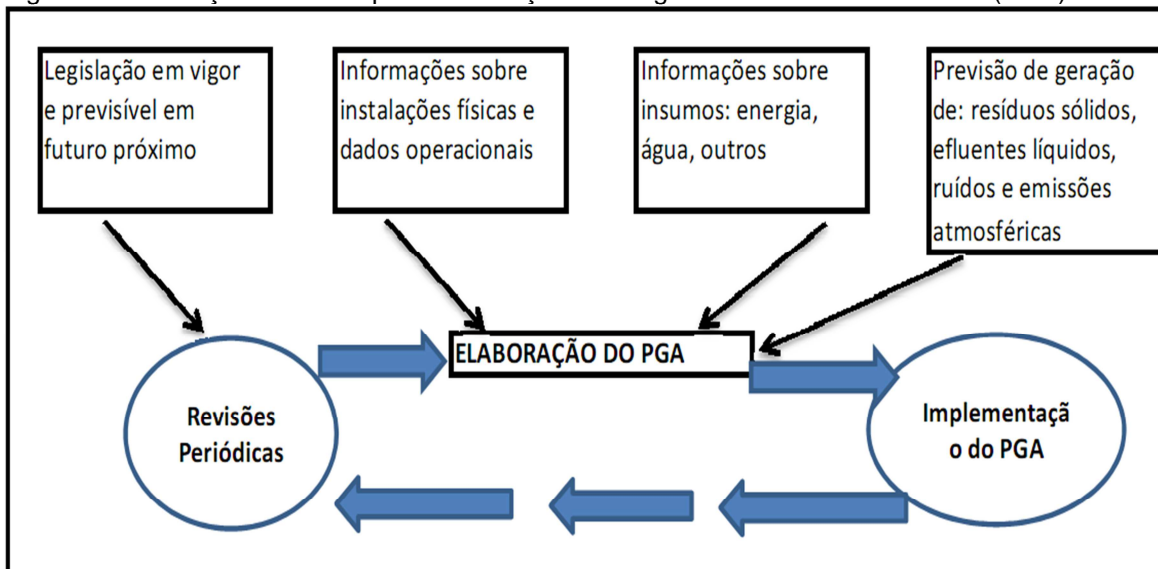 Legislação em vigor
e previsível em
futuro próximo
Informações sobre
instalações físicas e
dados operacionais
Informações sobre
insumos: energia,
água, outros
Previsão de geração
de: resíduos sólidos,
efluentes líquidos,
ruídos e emissões
atmosféricas
ELABORAÇÃO DO PGA
Revisões
Periódicas
Implementaçã
o do PGA